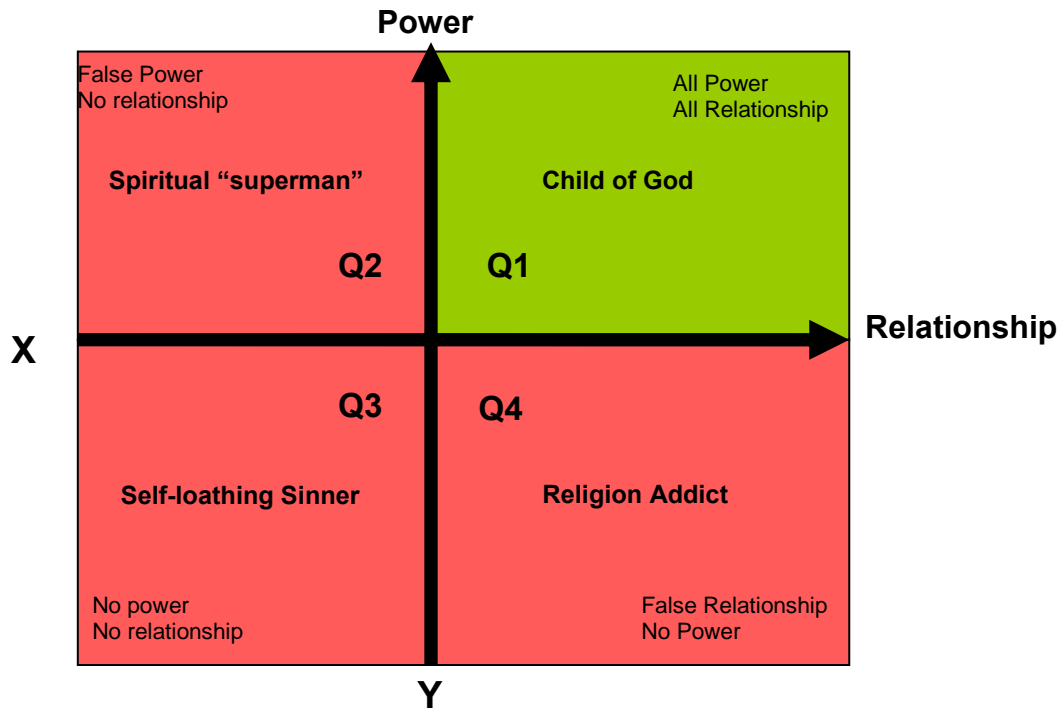 Power
False Power
No relationship
All Power
All Relationship
Spiritual “superman”
Child of God
Q2
Q1
X
Relationship
Q3
Q4
Self-loathing Sinner
Religion Addict
No power
No relationship
False Relationship
No Power
Y